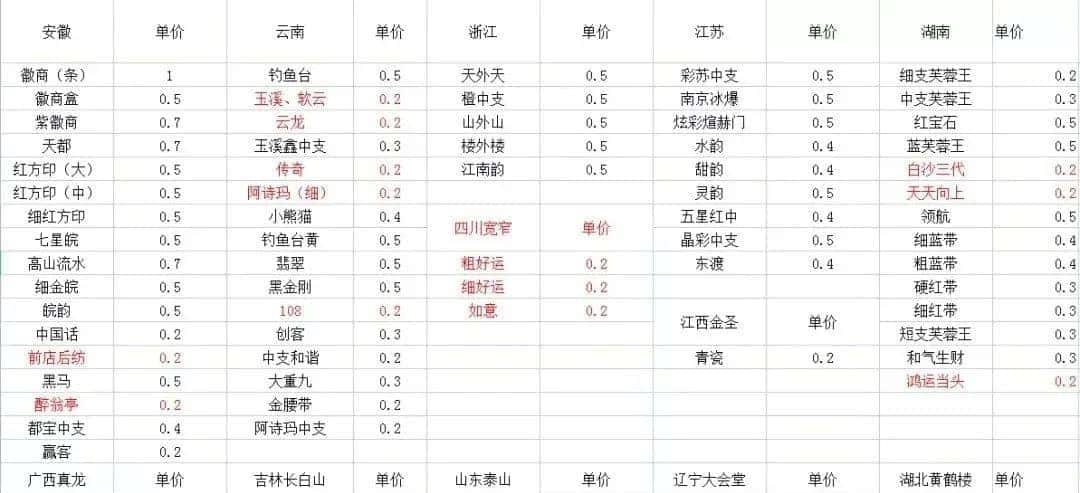 安徽 单价 云南 单价 浙江 单价 江苏 单价 湖南 单价
徽商（条） 1 钓鱼台 0.5 天外天 0.5 彩苏中支 0.5 细支芙蓉王 0.2
徽商盒 0.5 玉溪、软云 0.2 橙中支 0.5 南京冰爆 0.5 中支芙蓉王 0.3
紫徽商 0.7 云龙 0.2 山外山 0.5 炫彩煊赫门 0.5 红宝石 0.5
天都 0.7 玉溪鑫中支 0.3 楼外楼 0.5 水韵 0.4 蓝芙蓉王 0.5
红方印（大） 0.5 传奇 0.2 江南韵 0.5 甜韵 0.4 白沙三代 0.2
红方印（中） 0.5 阿诗玛（细） 0.2 灵韵 0.5 天天向上 0.2
细红方印 0.5 小熊猫 0.4 四川宽窄 单价 五星红中 0.4 领航 0.5
七星皖 0.5 钓鱼台黄 0.5 晶彩中支 0.5 细蓝带 0.4
高山流水 0.7 翡翠 0.5 粗好运 0.2 东渡 0.4 粗蓝带 0.4
细金皖 0.5 黑金刚 0.5 细好运 0.2 硬红带 0.3
皖韵 0.5 108 0.2 如意 0.2 江西金圣 单价 细红带 0.3
中国话 0.2 创客 0.3 短支芙蓉王 0.3
前店后纺 0.2 中支和谐 0.2 青瓷 0.2 和气生财 0.3
黑马 0.5 大重九 0.3 鸿运当头 0.2
醉翁亭 0.2 金腰带 0.2
都宝中支 0.4 阿诗玛中支 0.2
赢客 0.2
广西真龙 单价 吉林长白山 单价 山东泰山 单价 辽宁大会堂 单价 湖北黄鹤楼 单价